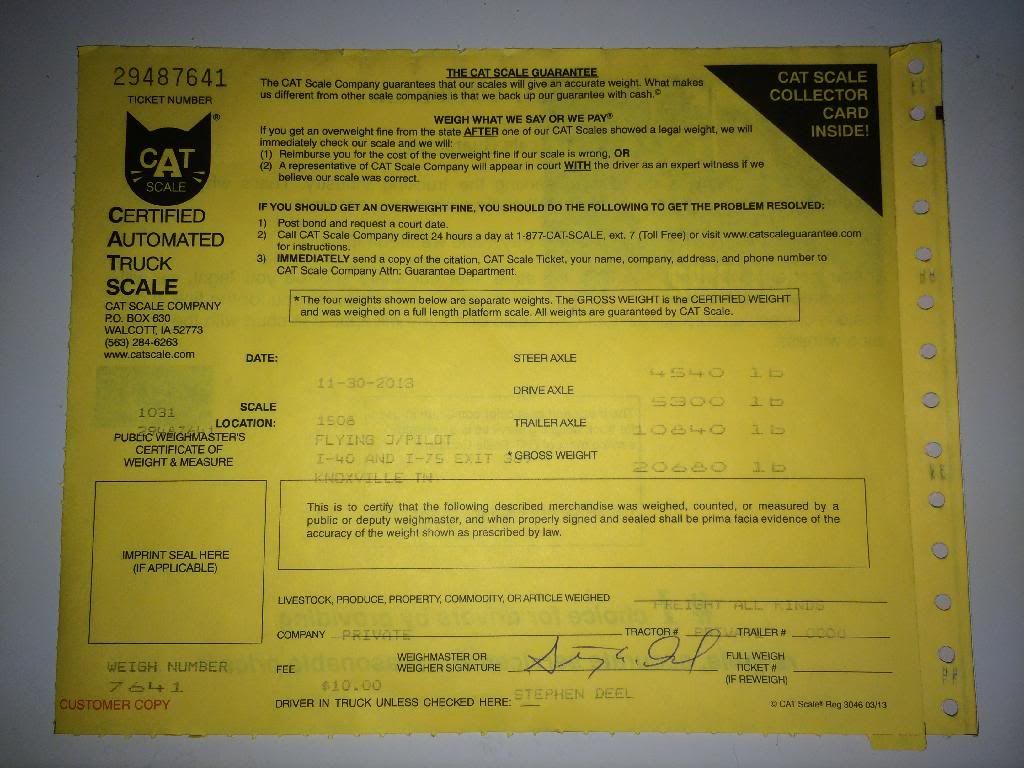 29487641
TICKET NUMBER
CAT
SCALE
®
CERTIFIED
AUTOMATED
TRUCK
SCALE
CAT SCALE COMPANY
P.O. BOX 630
WALCOTT, IA 52773
(563) 284-6263
www.catscale.com
THE CAT SCALE GUARANTEE
The CAT Scale Company guarantees that our scales will give an accurate weight. What makes
us different from other scale companies is that we back up our guarantee with cash.©
WEIGH WHAT WE SAY OR WE PAY®
If you get an overweight fine from the state AFTER one of our CAT Scales showed a legal weight, we will
immediately check our scale and we will:
(1) Reimburse you for the cost of the overweight fine if our scale is wrong, OR
(2) A representative of CAT Scale Company will appear in court WITH the driver as an expert witness if we
believe our scale was correct.
CAT SCALE
COLLECTOR
CARD
INSIDE!
IF YOU SHOULD GET AN OVERWEIGHT FINE, YOU SHOULD DO THE FOLLOWING TO GET THE PROBLEM RESOLVED:
1) Post bond and request a court date.
2) Call CAT Scale Company direct 24 hours a day at 1-877-CAT-SCALE, ext. 7 (Toll Free) or visit www.catscaleguarantee.com
for instructions.
3) IMMEDIATELY send a copy of the citation, CAT Scale Ticket, your name, company, address, and phone number to
CAT Scale Company Attn: Guarantee Department.
*The four weights shown below are separate weights. The GROSS WEIGHT is the CERTIFIED WEIGHT
and was weighed on a full length platform scale. All weights are guaranteed by CAT Scale.
DATE: 11-30-2013
STEER AXLE 4540 lb
DRIVE AXLE 5300 lb
TRAILER AXLE 10840 lb
*GROSS WEIGHT 20680 lb
SCALE
LOCATION: 1508
FLYING J/PILOT
I-40 AND I-75 EXIT
KNOXVILLE TN
1031
PUBLIC WEIGHMASTER'S
CERTIFICATE OF
WEIGHT & MEASURE
IMPRINT SEAL HERE
(IF APPLICABLE)
This is to certify that the following described merchandise was weighed, counted, or measured by a
public or deputy weighmaster, and when properly signed and sealed shall be prima facia evidence of the
accuracy of the weight shown as prescribed by law.
LIVESTOCK, PRODUCE, PROPERTY, COMMODITY, OR ARTICLE WEIGHED FREIGHT ALL KINDS
COMPANY PRIVATE TRACTOR # TRAILER #
WEIGH NUMBER
7641
FEE $10.00
WEIGHMASTER OR
WEIGHER SIGNATURE
FULL WEIGH
TICKET #
(IF REWEIGH)
STEPHEN DEEL
DRIVER IN TRUCK UNLESS CHECKED HERE:
CUSTOMER COPY
© CAT Scale® Reg 3046 03/13